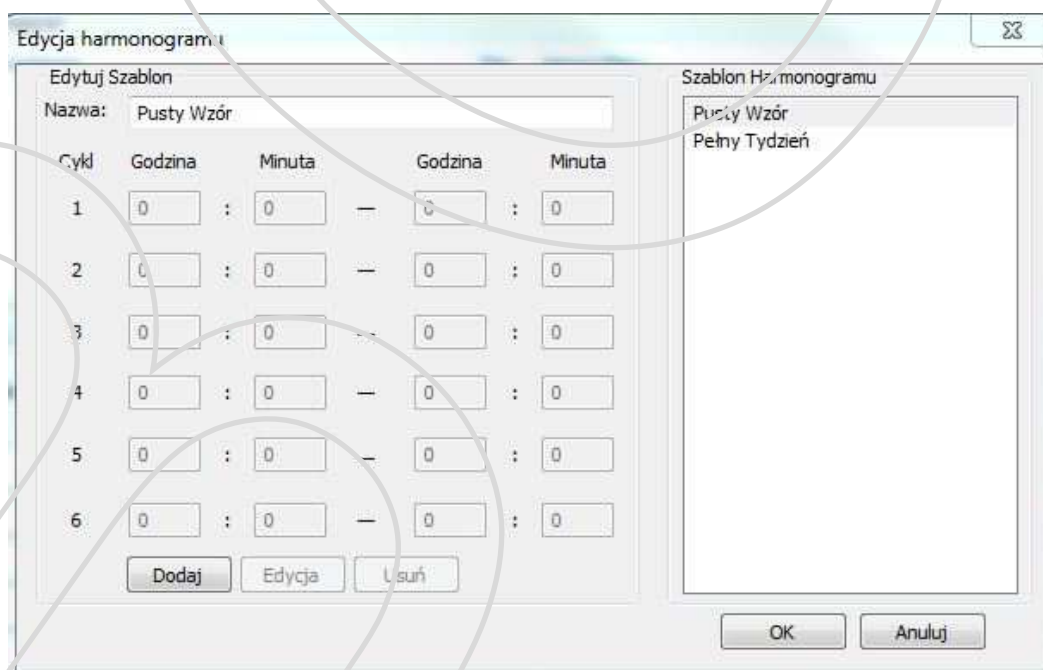 Edycja harmonogramu
Edytuj Szablon
Nazwa: Pusty Wzór
Cykl Godzina Minuta Godzina Minuta
1 0 : 0 — 0 : 0
2 0 : 0 — 0 : 0
3 0 : 0 — 0 : 0
4 0 : 0 — 0 : 0
5 0 : 0 — 0 : 0
6 0 : 0 — 0 : 0
Dodaj Edycja Usuń
Szablon Harmonogramu
Pusty Wzór
Pełny Tydzień
OK Anuluj